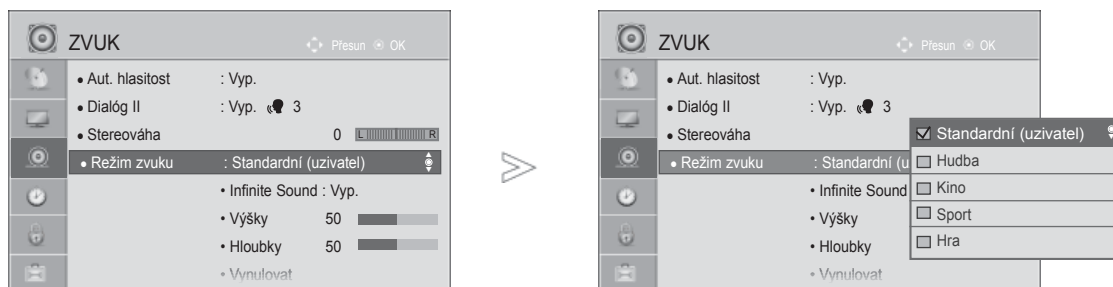 ZVUK
Přesun OK
• Aut. hlasitost : Vyp.
• Dialóg II : Vyp. 3
• Stereováha 0 L R
• Režim zvuku : Standardní (uzivatel)
• Infinite Sound : Vyp.
• Výšky 50
• Hloubky 50
• Vynulovat
>
ZVUK
Přesun OK
• Aut. hlasitost : Vyp.
• Dialóg II : Vyp. 3
• Stereováha
• Režim zvuku : Standardní (u
• Infinite Sound
• Výšky
• Hloubky
• Vynulovat
Standardní (uzivatel)
Hudba
Kino
Sport
Hra